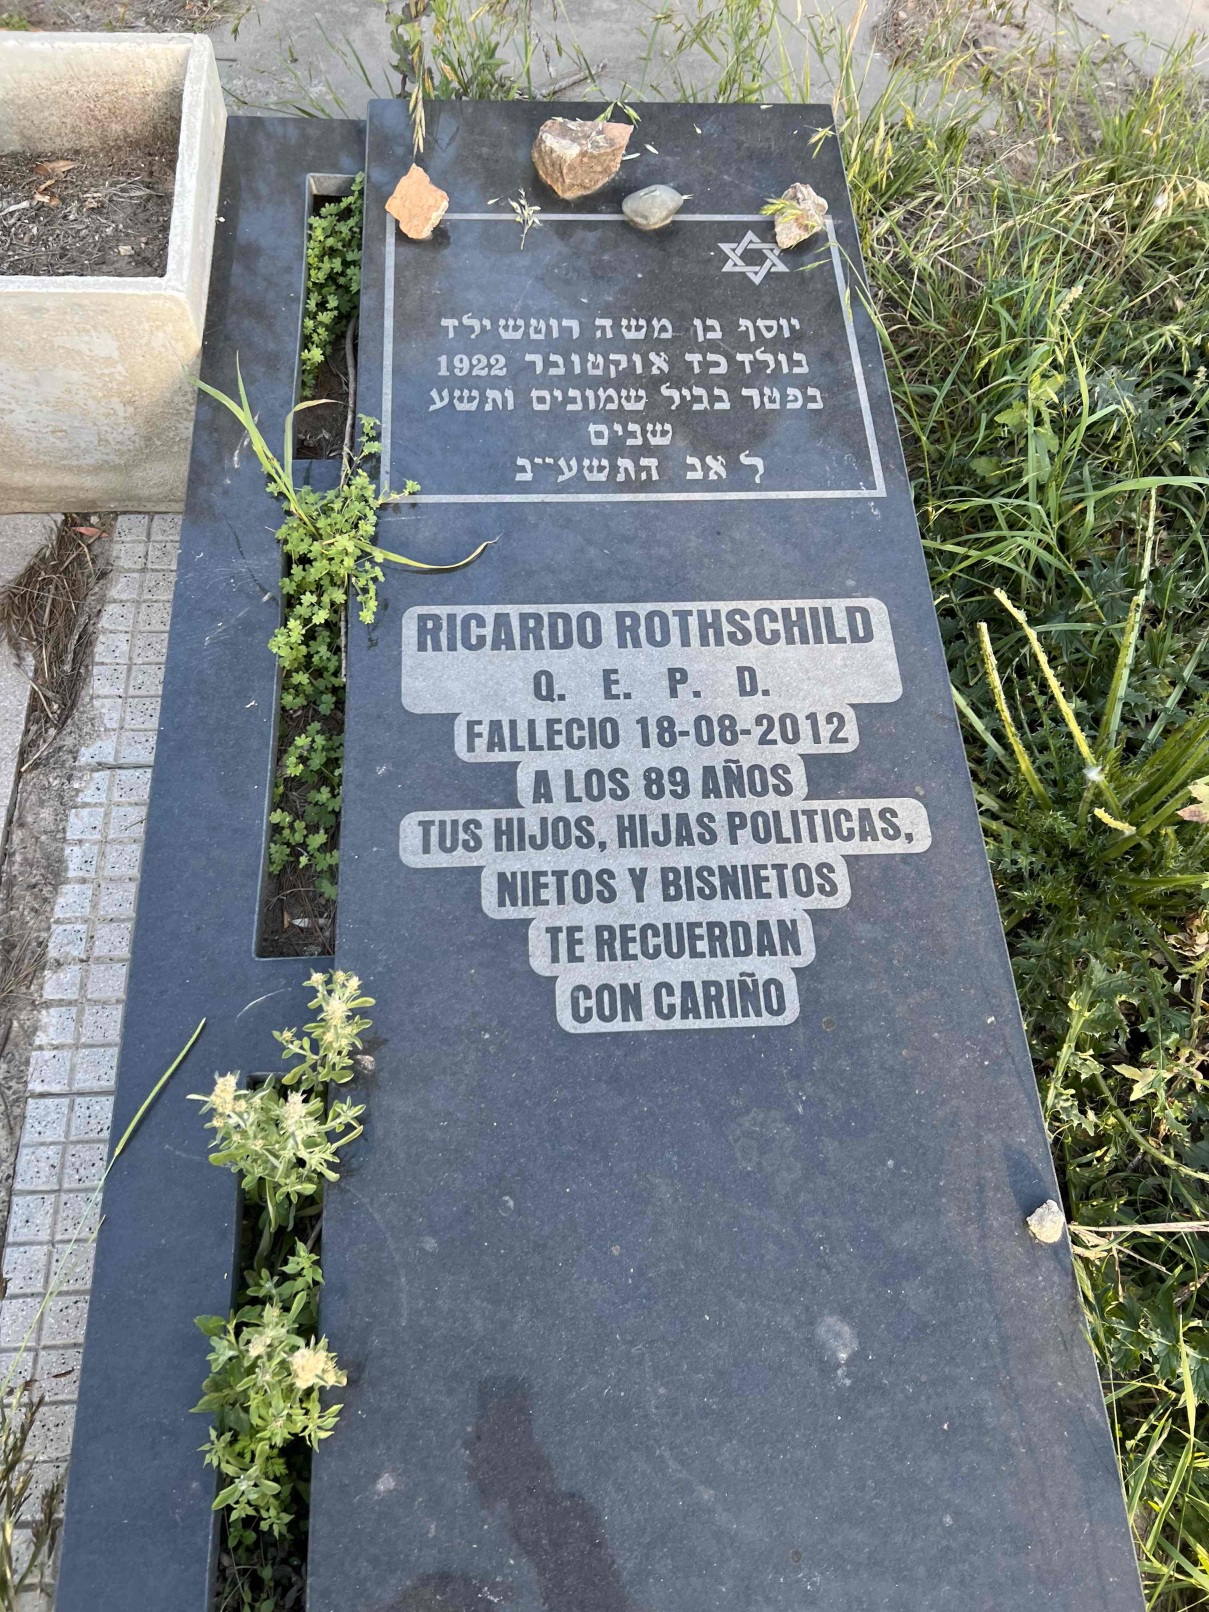 יוסף בן משה רוטשילד
נולד כד אוקטובר 1922
נפטר בגיל שמונים ותשע
שנים
ל אב התשע״ב
RICARDO ROTHSCHILD
Q. E. P. D.
FALLECIO 18-08-2012
A LOS 89 AÑOS
TUS HIJOS, HIJAS POLITICAS,
NIETOS Y BISNIETOS
TE RECUERDAN
CON CARIÑO